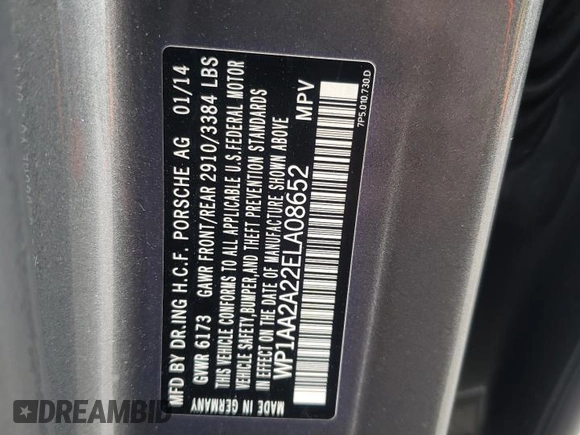 MFD BY DR.ING H.C.F. PORSCHE AG 01/14
GVWR 6173 GAWR FRONT/REAR 2910/3384 LBS
THIS VEHICLE CONFORMS TO ALL APPLICABLE U.S.FEDERAL MOTOR
VEHICLE SAFETY,BUMPER,AND THEFT PREVENTION STANDARDS
IN EFFECT ON THE DATE OF MANUFACTURE SHOWN ABOVE
WP1AA2A22ELA08652 MPV
MADE IN GERMANY
7P5.010.730.D
DREAMBID